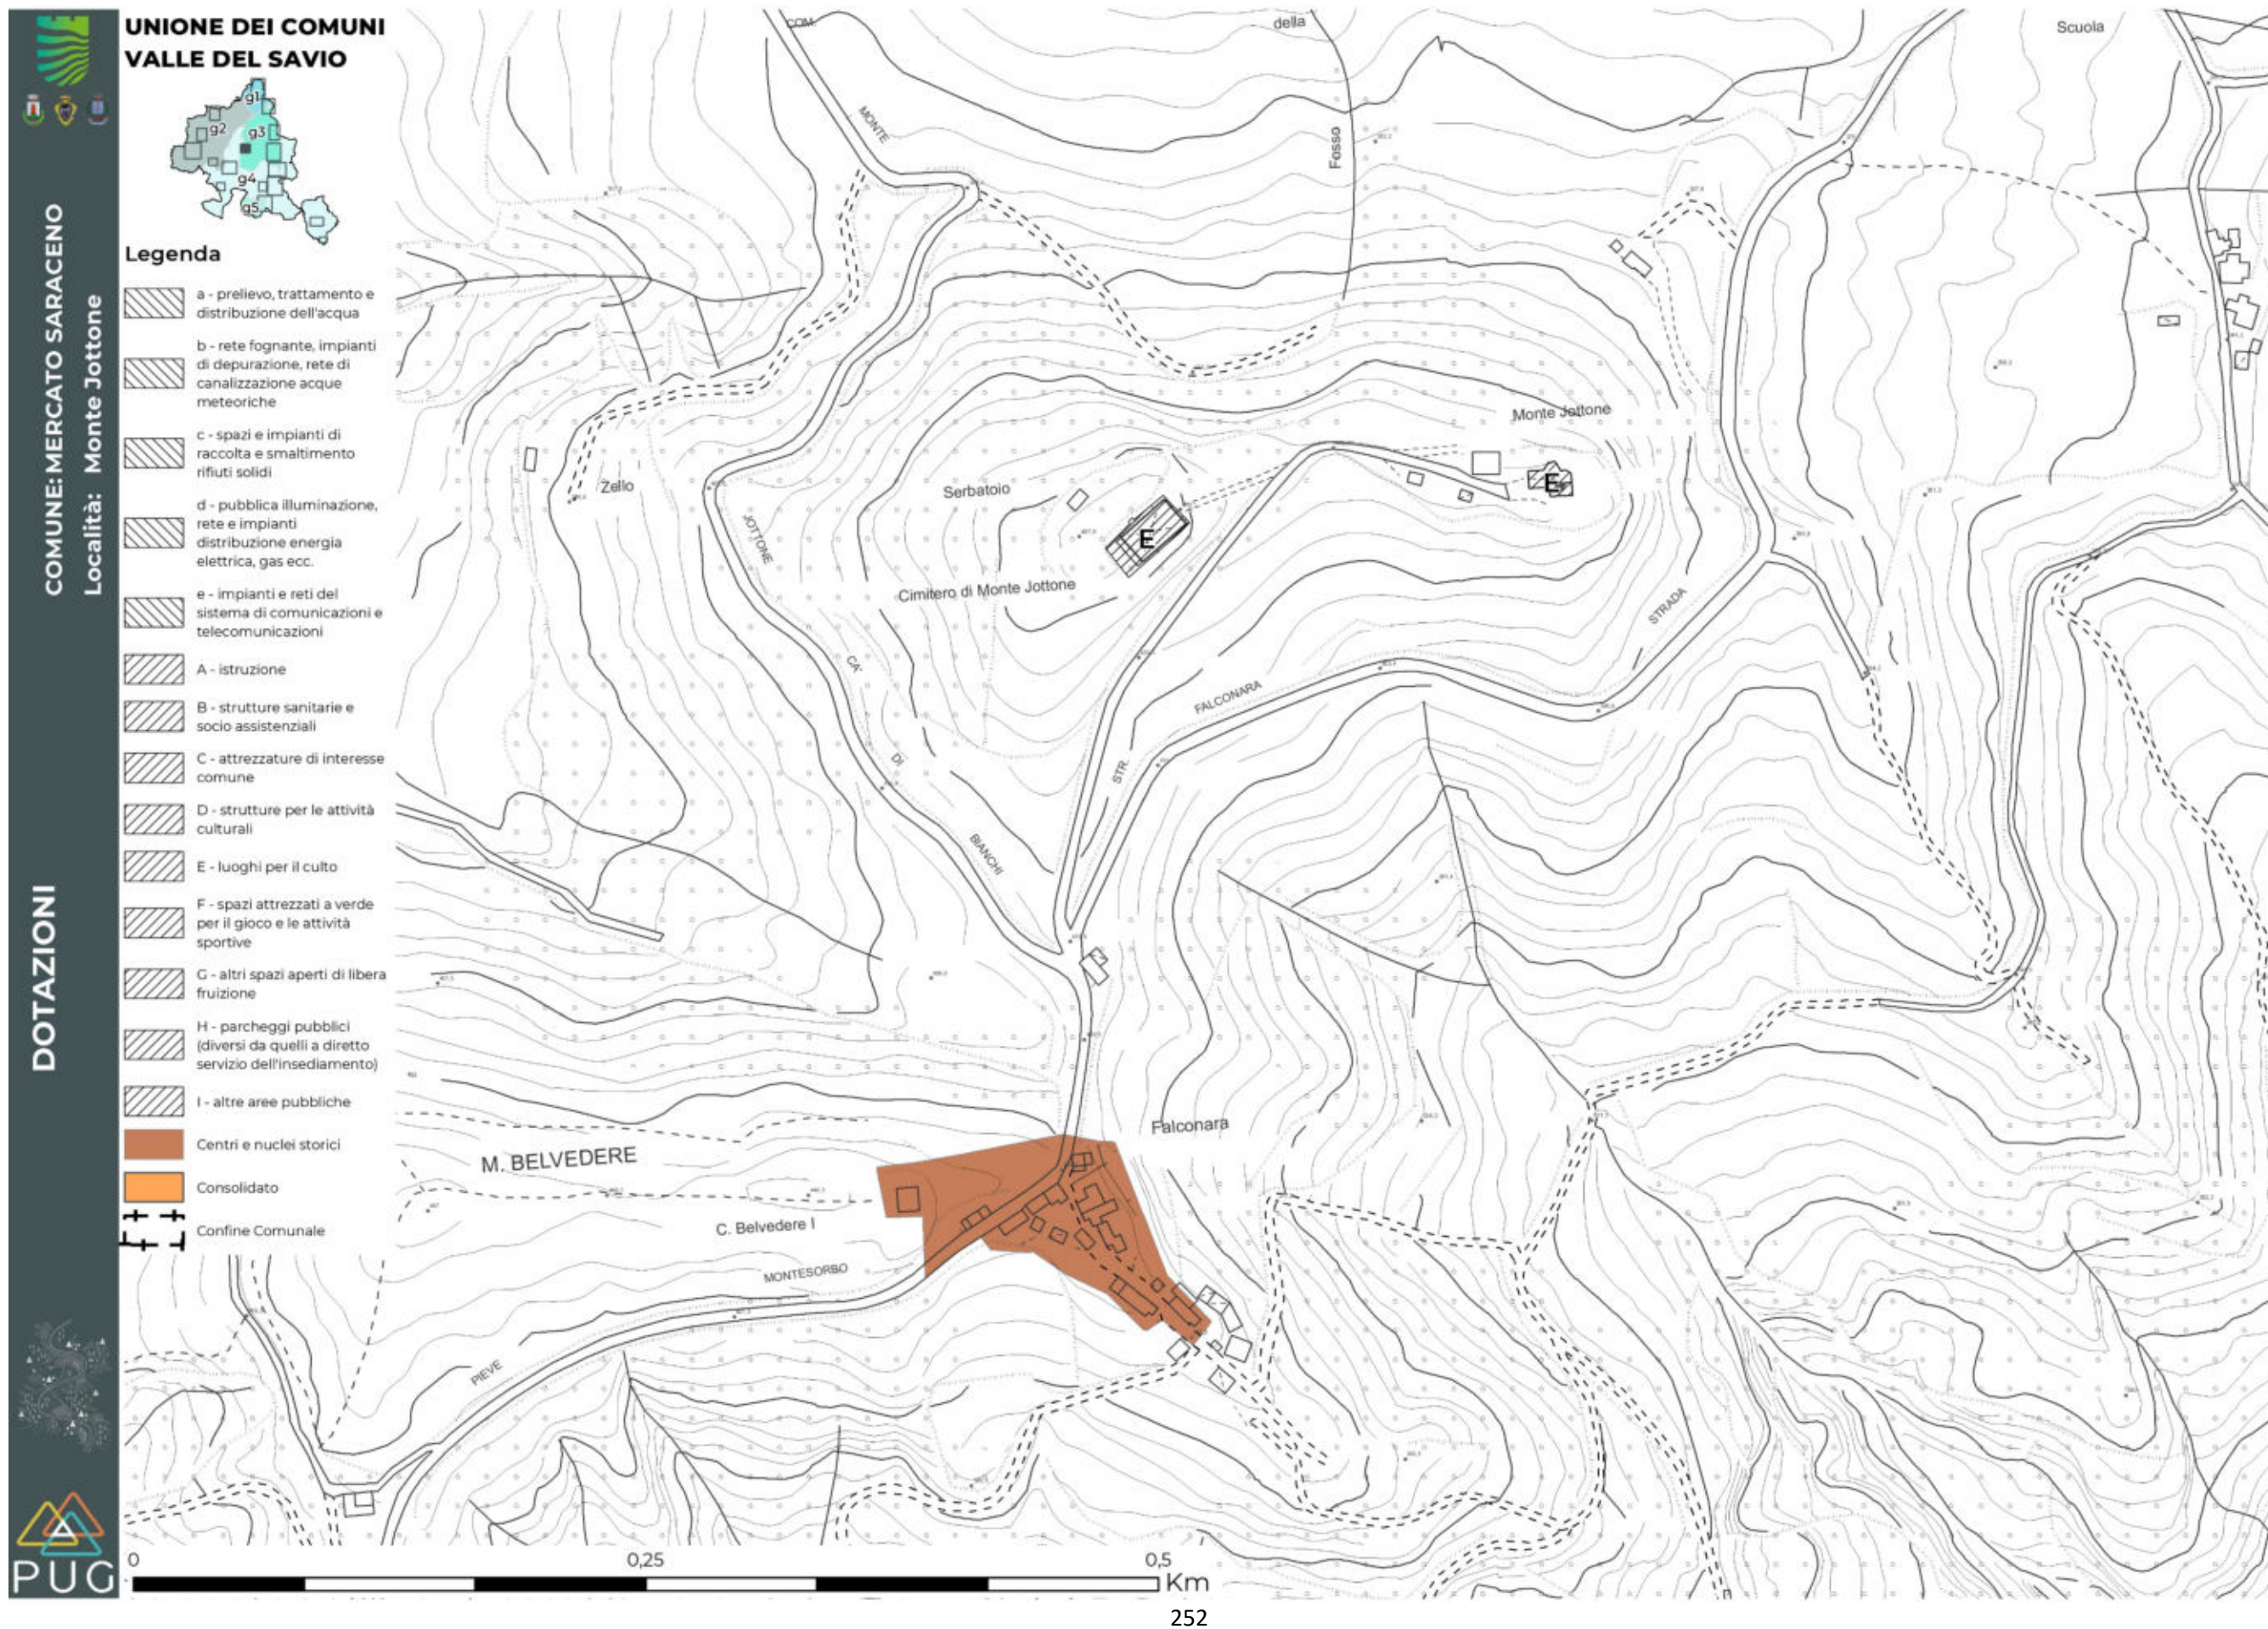 UNIONE DEI COMUNI
VALLE DEL SAVIO
g1
g2
g3
g4
g5
COMUNE: MERCATO SARACENO
Località: Monte Jottone
DOTAZIONI
PUG
Legenda
a - prelievo, trattamento e
distribuzione dell'acqua
b - rete fognante, impianti
di depurazione, rete di
canalizzazione acque
meteoriche
c - spazi e impianti di
raccolta e smaltimento
rifiuti solidi
d - pubblica illuminazione,
rete e impianti
distribuzione energia
elettrica, gas ecc.
e - impianti e reti del
sistema di comunicazioni e
telecomunicazioni
A - istruzione
B - strutture sanitarie e
socio assistenziali
C - attrezzature di interesse
comune
D - strutture per le attività
culturali
E - luoghi per il culto
F - spazi attrezzati a verde
per il gioco e le attività
sportive
G - altri spazi aperti di libera
fruizione
H - parcheggi pubblici
(diversi da quelli a diretto
servizio dell'insediamento)
I - altre aree pubbliche
Centri e nuclei storici
Consolidato
Confine Comunale
COM.
della
Scuola
MONTE
Fosso
Monte Jottone
Zello
Serbatoio
E
E
JOTTONE
Cimitero di Monte Jottone
STRADA
CA'
FALCONARA
DI
STR.
BIANCHI
Falconara
M. BELVEDERE
C. Belvedere I
MONTESORBO
PIEVE
0
0,25
0,5
Km
252